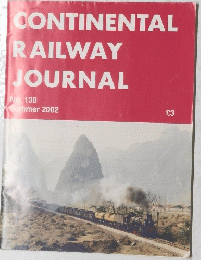 CONTINENTAL
RAILWAY
JOURNAL
No. 130
Summer 2002
£3